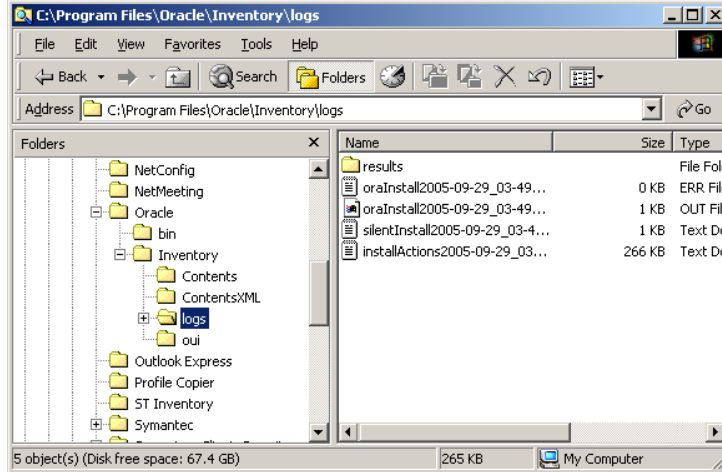 C:\Program Files\Oracle\Inventory\logs
File Edit View Favorites Tools Help
Back Search Folders
Address C:\Program Files\Oracle\Inventory\logs Go
Folders
NetConfig
NetMeeting
Oracle
bin
Inventory
Contents
ContentsXML
logs
oui
Outlook Express
Profile Copier
ST Inventory
Symantec
Name Size Type
results File Fol
oraInstall2005-09-29_03-49... 0 KB ERR Fil
oraInstall2005-09-29_03-49... 1 KB OUT Fil
silentInstall2005-09-29_03-4... 1 KB Text Do
installActions2005-09-29_03... 266 KB Text Do
5 object(s) (Disk free space: 67.4 GB) 265 KB My Computer